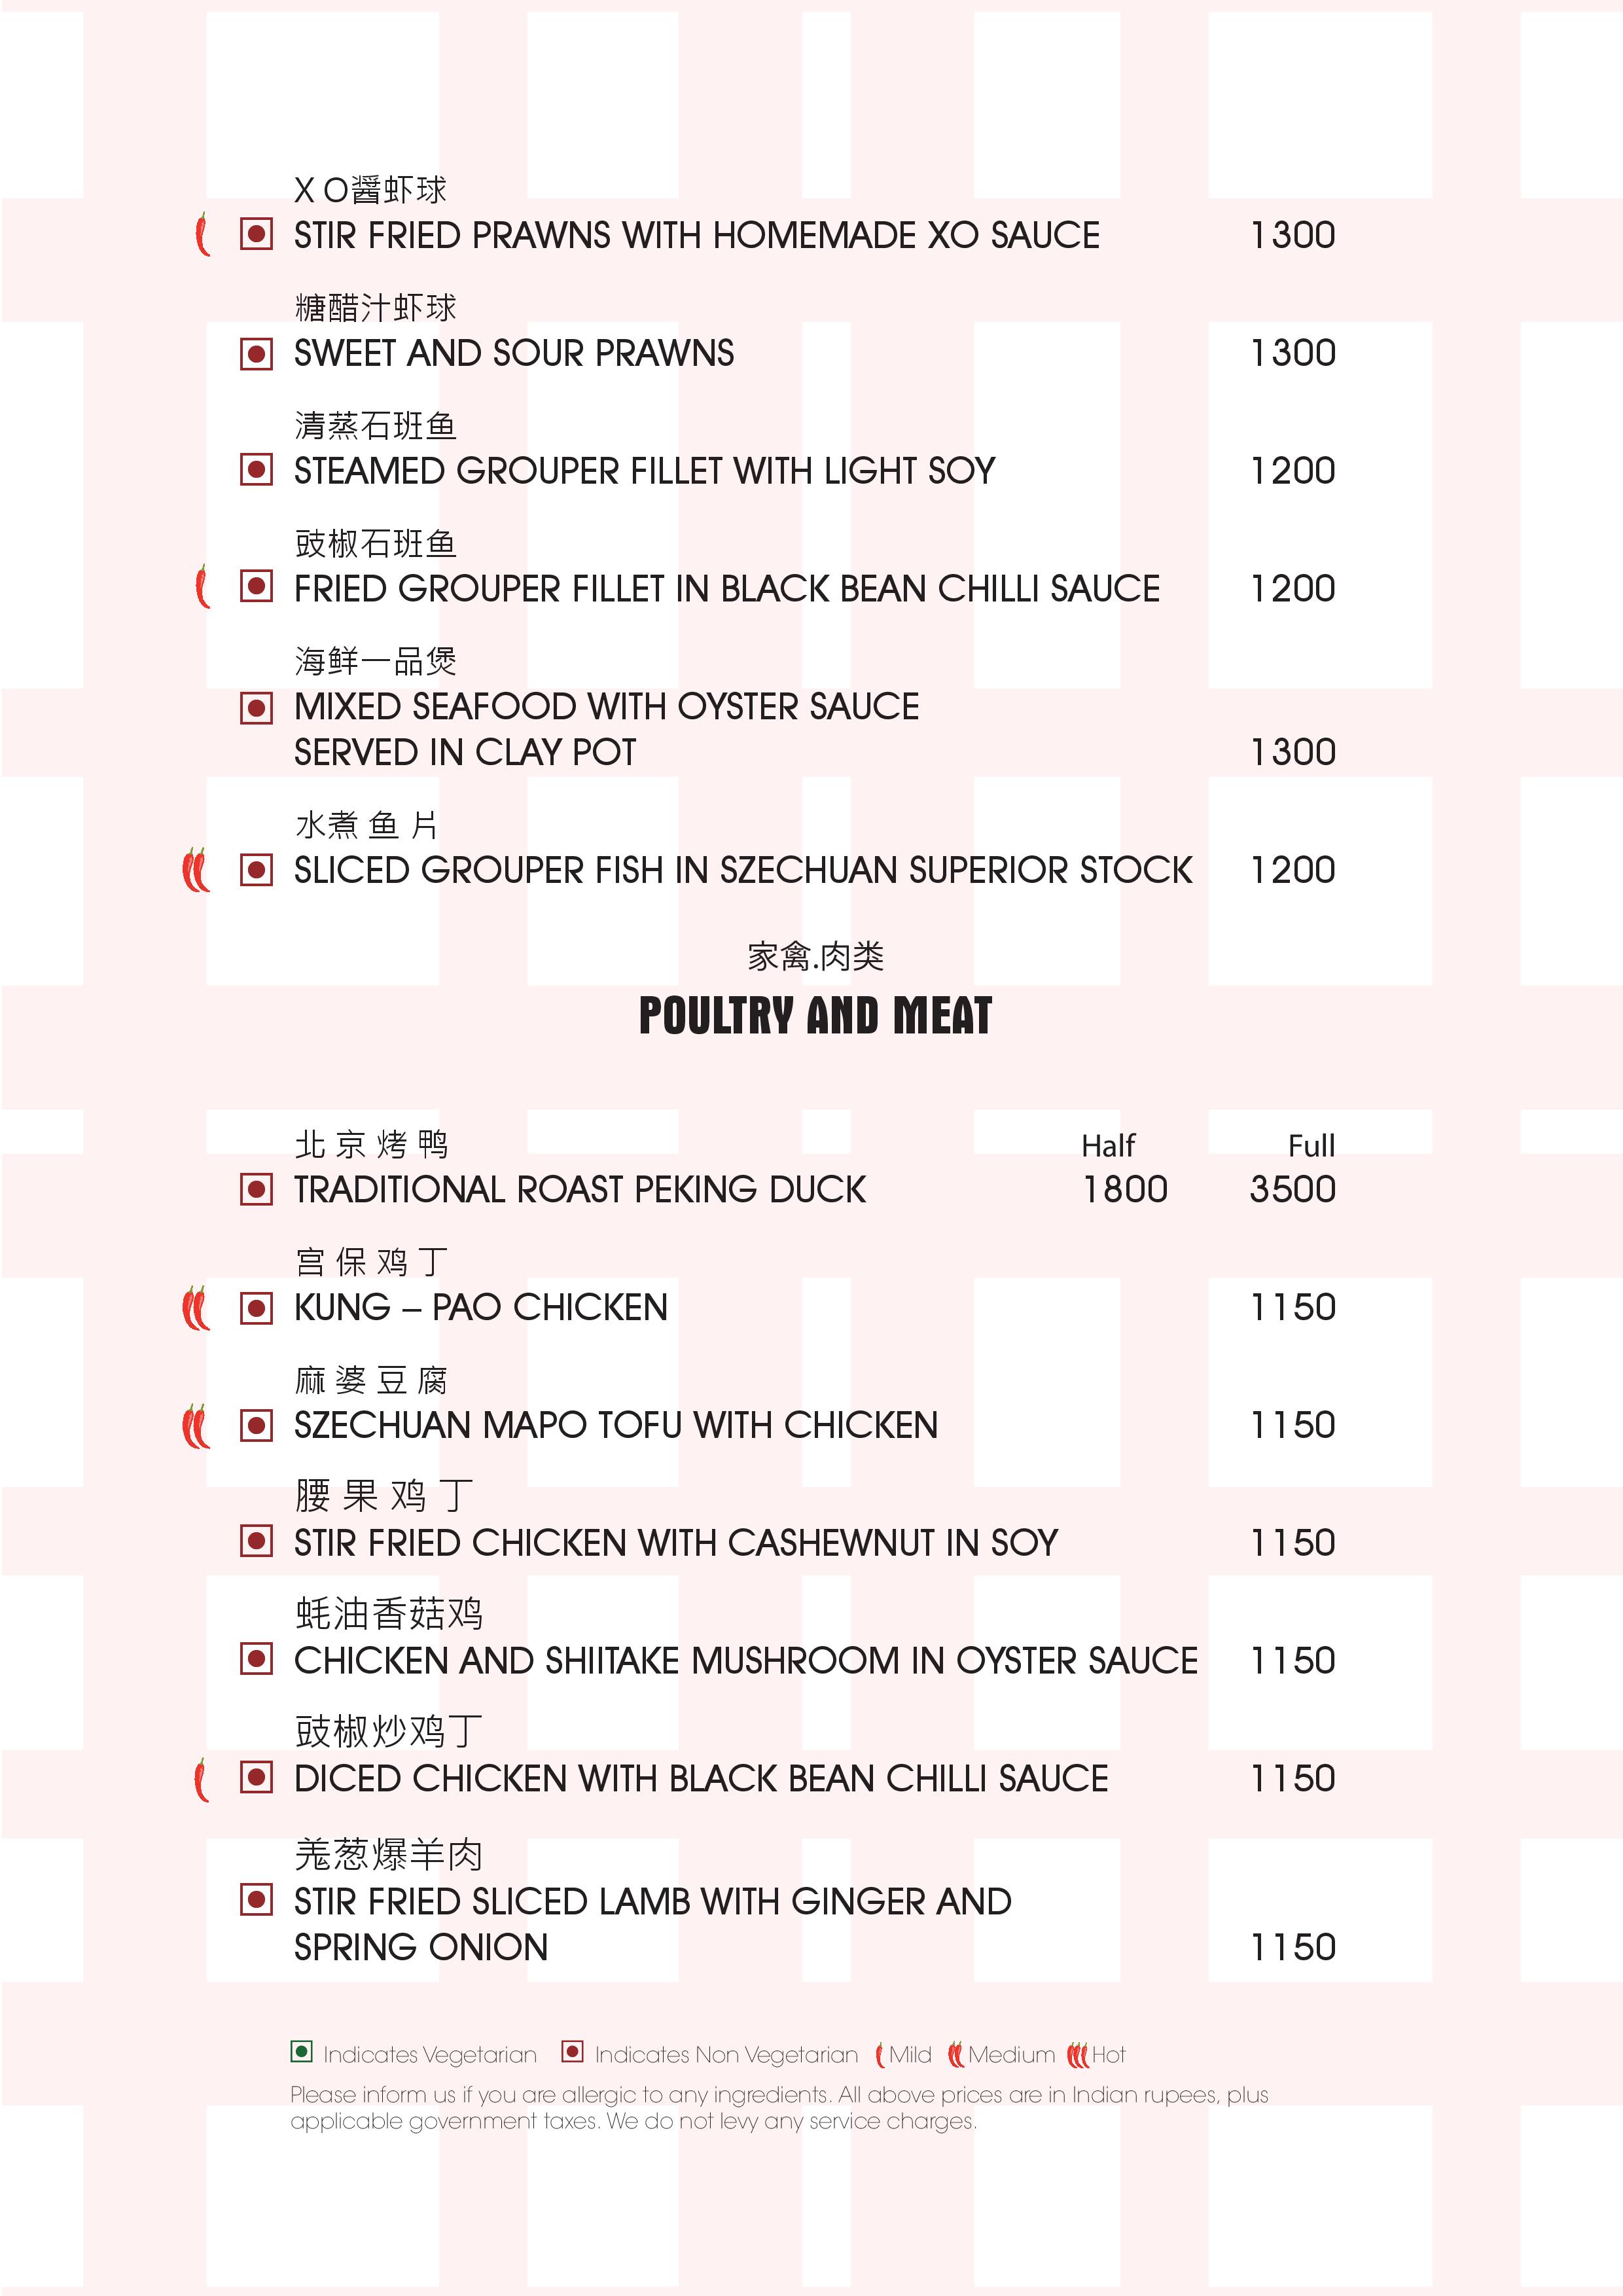 X O醤虾球
STIR FRIED PRAWNS WITH HOMEMADE XO SAUCE 1300
糖醋汁虾球
SWEET AND SOUR PRAWNS 1300
清蒸石班鱼
STEAMED GROUPER FILLET WITH LIGHT SOY 1200
豉椒石班鱼
FRIED GROUPER FILLET IN BLACK BEAN CHILLI SAUCE 1200
海鲜一品煲
MIXED SEAFOOD WITH OYSTER SAUCE
SERVED IN CLAY POT 1300
水煮 鱼 片
SLICED GROUPER FISH IN SZECHUAN SUPERIOR STOCK 1200
家禽.肉类
POULTRY AND MEAT
北 京 烤 鸭 Half Full
TRADITIONAL ROAST PEKING DUCK 1800 3500
宫 保 鸡 丁
KUNG – PAO CHICKEN 1150
麻 婆 豆 腐
SZECHUAN MAPO TOFU WITH CHICKEN 1150
腰 果 鸡 丁
STIR FRIED CHICKEN WITH CASHEWNUT IN SOY 1150
蚝油香菇鸡
CHICKEN AND SHIITAKE MUSHROOM IN OYSTER SAUCE 1150
豉椒炒鸡丁
DICED CHICKEN WITH BLACK BEAN CHILLI SAUCE 1150
羗葱爆羊肉
STIR FRIED SLICED LAMB WITH GINGER AND
SPRING ONION 1150
Indicates Vegetarian Indicates Non Vegetarian Mild Medium Hot
Please inform us if you are allergic to any ingredients. All above prices are in Indian rupees, plus
applicable government taxes. We do not levy any service charges.